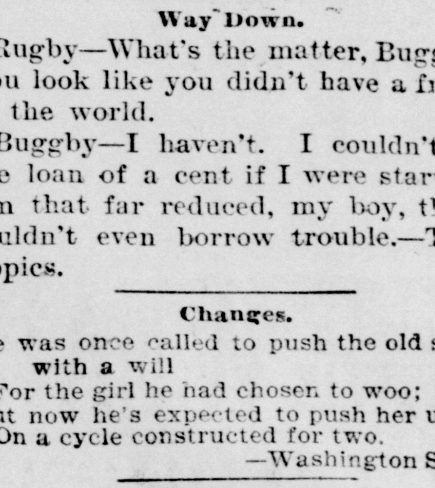 Way Down.
Rugby—What's the matter, Bugg
ou look like you didn't have a f
the world.
Buggby—I haven't. I couldn't
e loan of a cent if I were star
m that far reduced, my boy, t
uldn't even borrow trouble.—T
opics.
Changes.
e was once called to push the old s
with a will
For the girl he had chosen to woo;
ut now he's expected to push her u
On a cycle constructed for two.
—Washington S